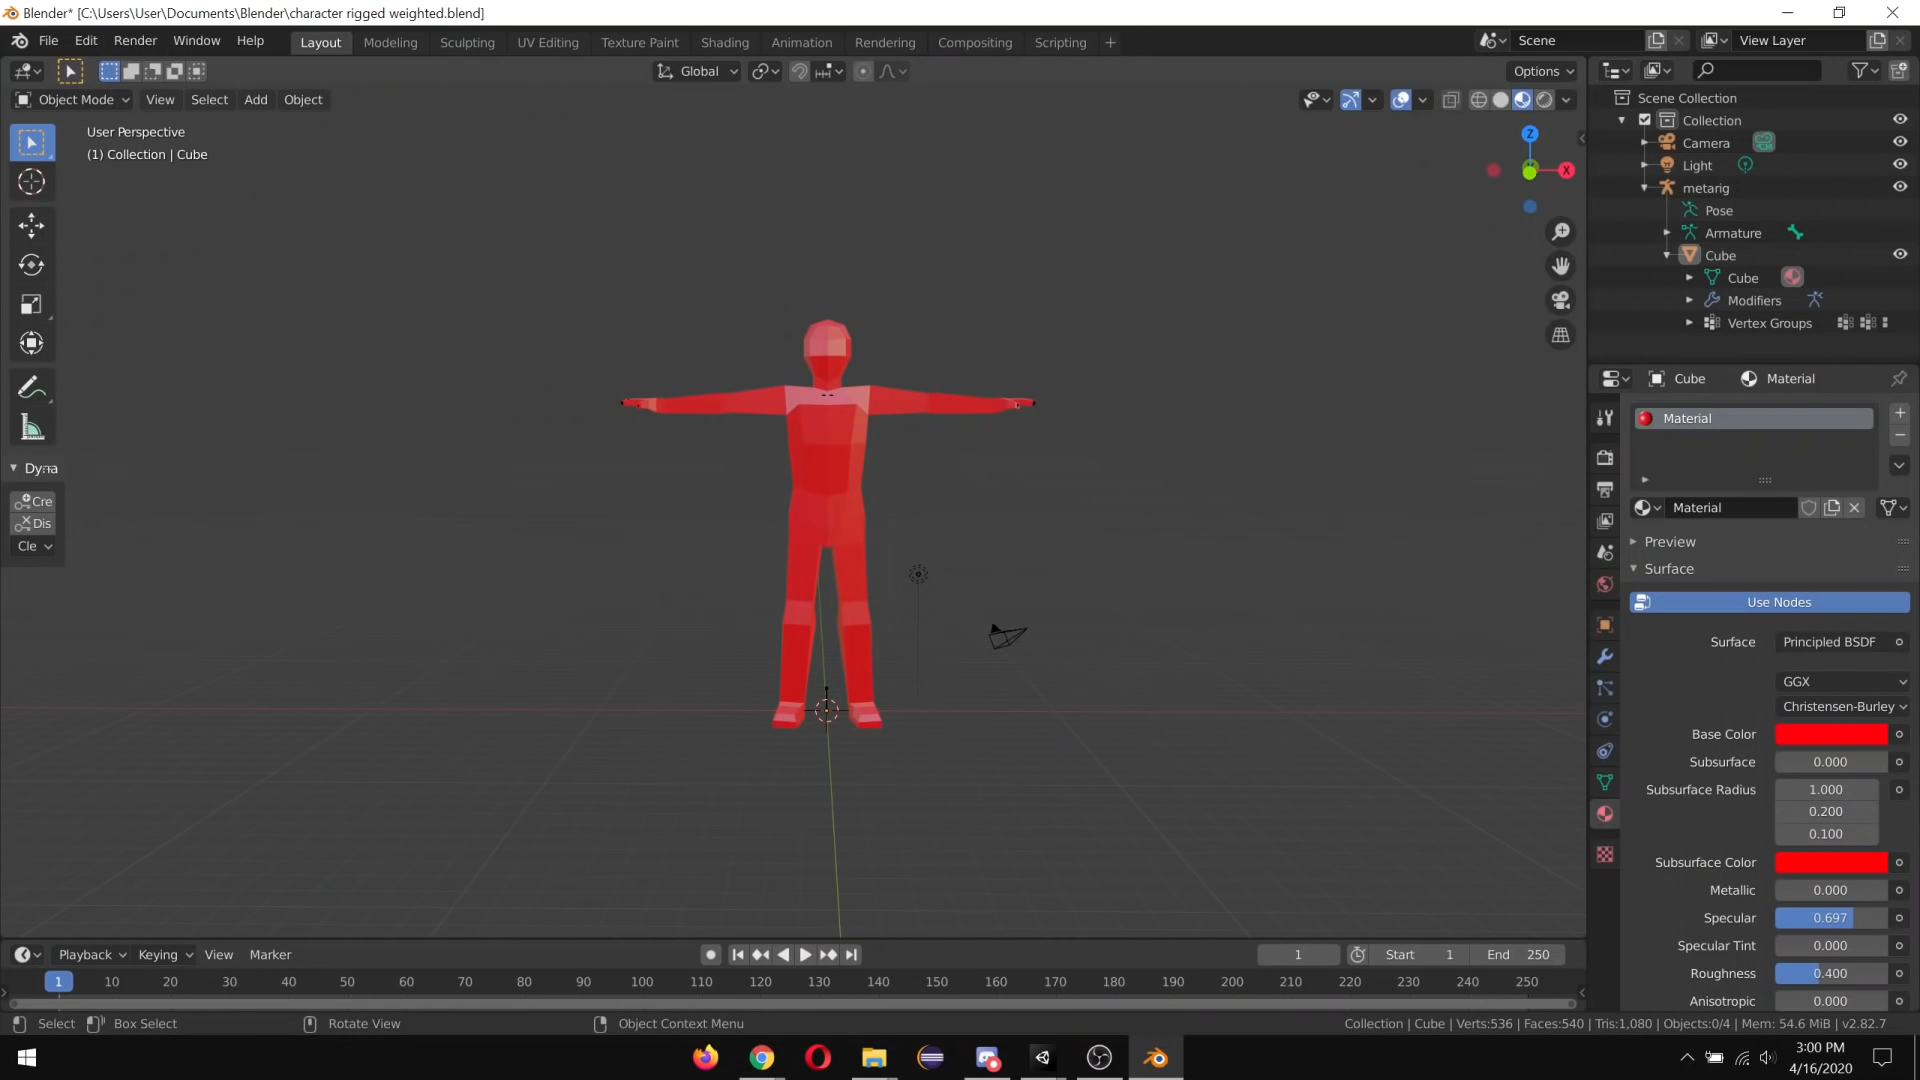 Blender* [C:\Users\User\Documents\Blender\character rigged weighted.blend]
File Edit Render Window Help Layout Modeling Sculpting UV Editing Texture Paint Shading Animation Rendering Compositing Scripting + Scene View Layer
Global Options
Object Mode View Select Add Object
User Perspective
(1) Collection | Cube
Z
X
Dyna
Cre
Dis
Cle
Scene Collection
Collection
Camera
Light
metarig
Pose
Armature
Cube
Cube
Modifiers
Vertex Groups
Cube Material
Material
Material
Preview
Surface
Use Nodes
Surface Principled BSDF
GGX
Christensen-Burley
Base Color
Subsurface 0.000
Subsurface Radius 1.000
0.200
0.100
Subsurface Color
Metallic 0.000
Specular 0.697
Specular Tint 0.000
Roughness 0.400
Anisotropic 0.000
Playback Keying View Marker 1 Start 1 End 250
1 10 20 30 40 50 60 70 80 90 100 110 120 130 140 150 160 170 180 190 200 210 220 230 240 250
Select Box Select Rotate View Object Context Menu Collection | Cube | Verts:536 | Faces:540 | Tris:1,080 | Objects:0/4 | Mem: 54.6 MiB | v2.82.7
3:00 PM
4/16/2020